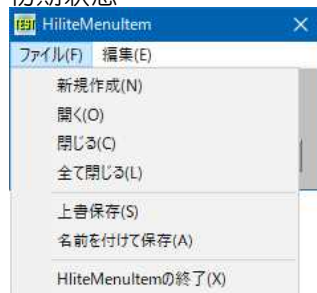 初期状態
HiliteMenuItem
ファイル(F) 編集(E)
新規作成(N)
開く(O)
閉じる(C)
全て閉じる(L)
上書保存(S)
名前を付けて保存(A)
HliteMenuItemの終了(X)